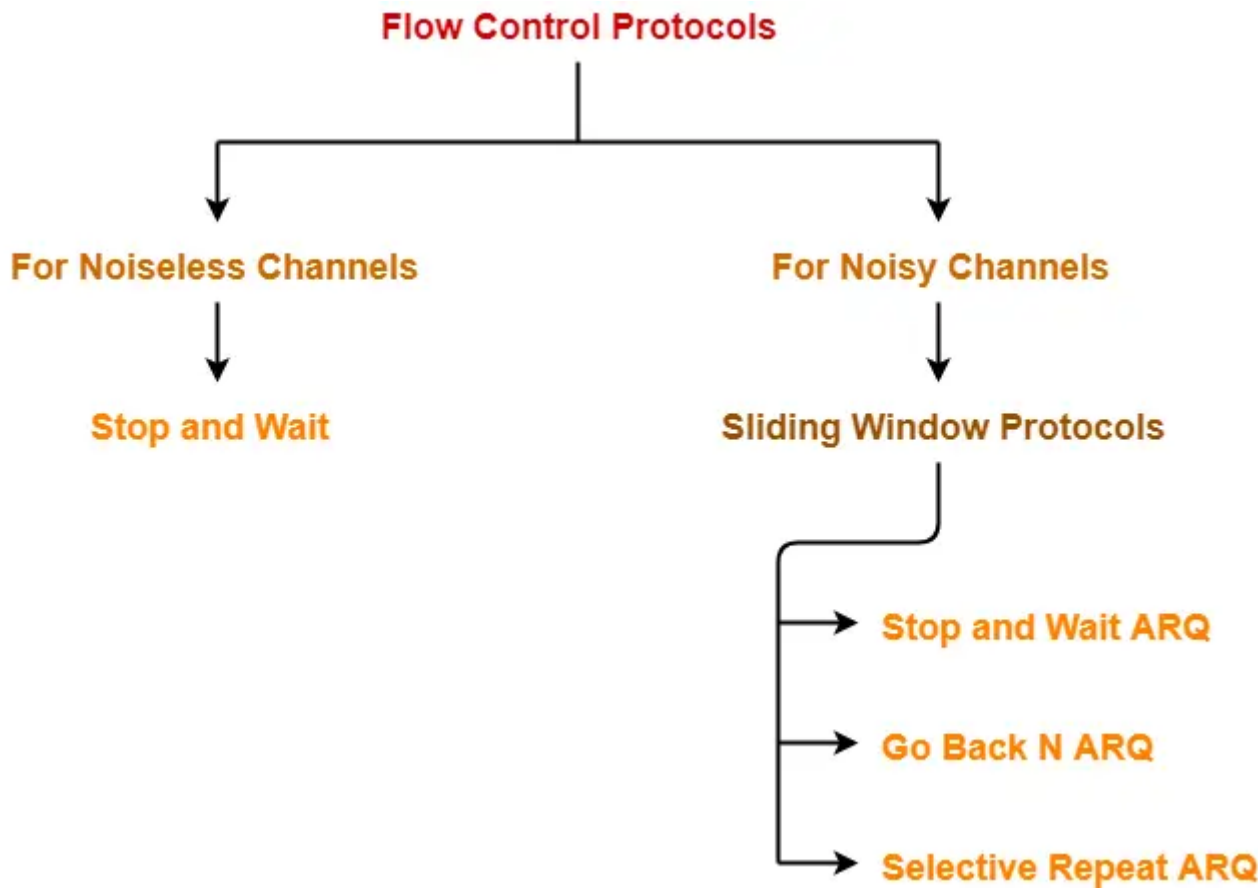 Flow Control Protocols
For Noiseless Channels
For Noisy Channels
Stop and Wait
Sliding Window Protocols
Stop and Wait ARQ
Go Back N ARQ
Selective Repeat ARQ